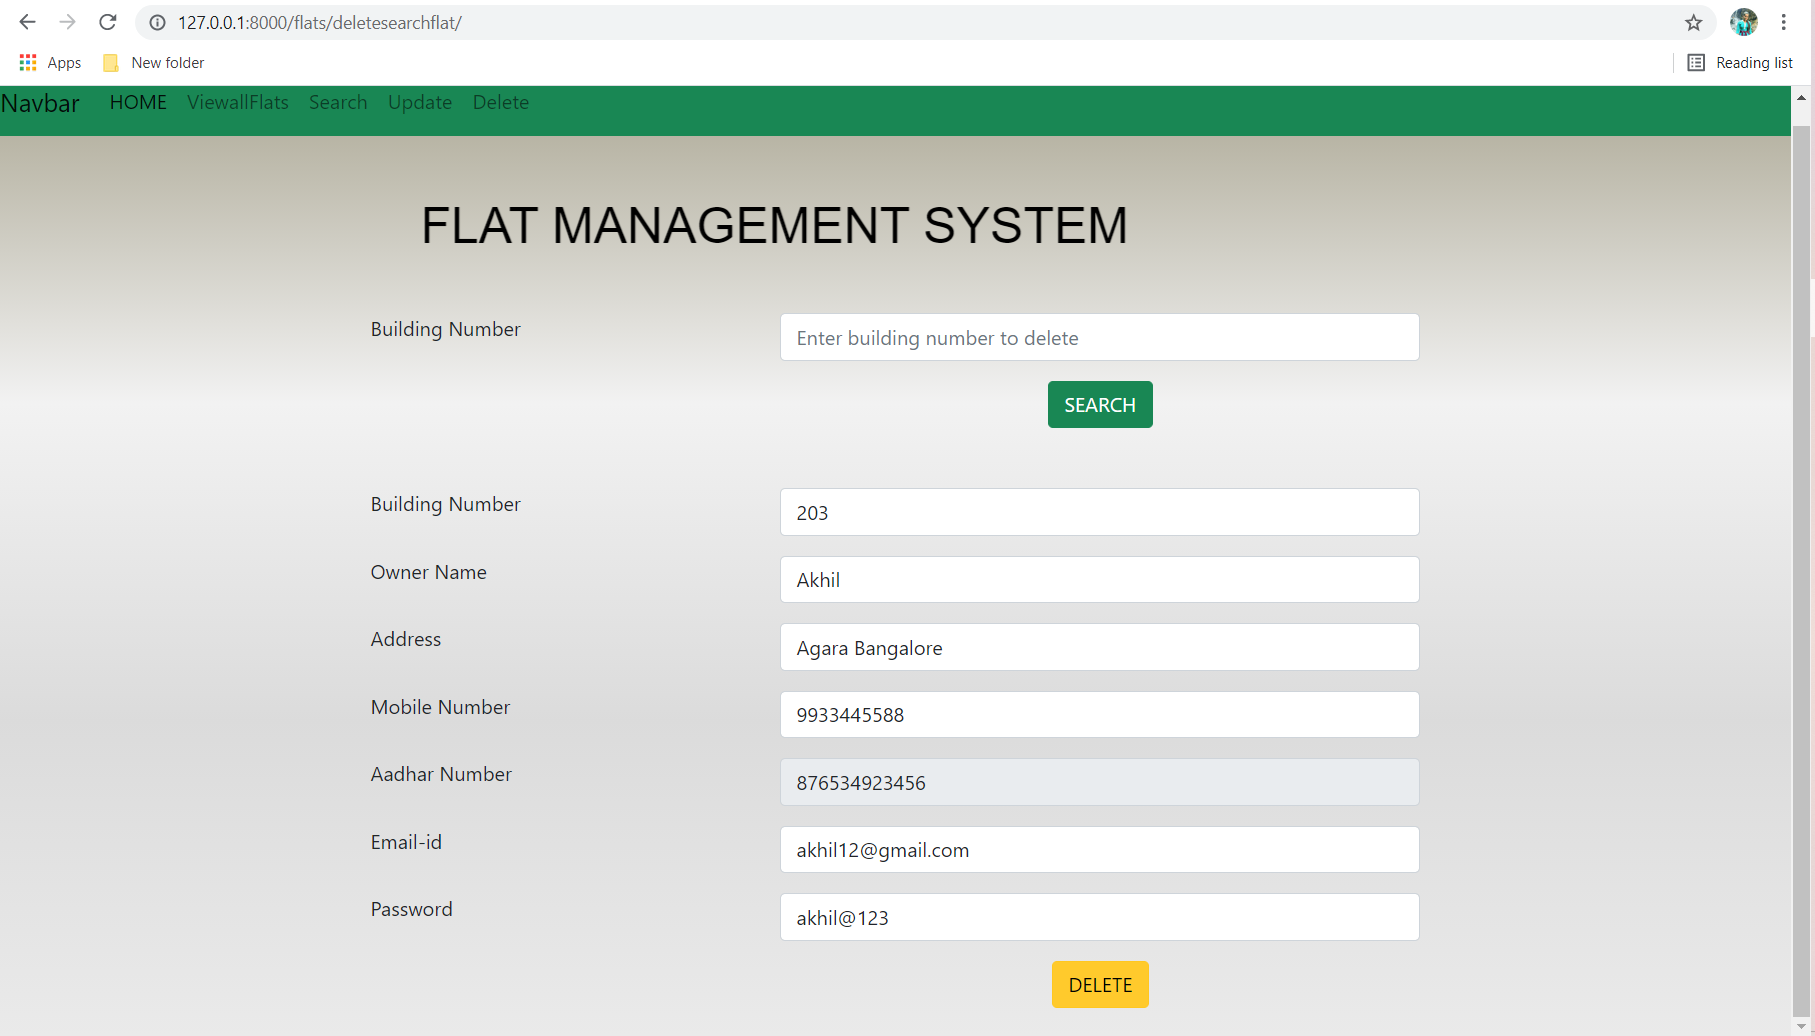 127.0.0.1:8000/flats/deletesearchflat/
Apps New folder Reading list
Navbar HOME ViewallFlats Search Update Delete
FLAT MANAGEMENT SYSTEM
Building Number Enter building number to delete
SEARCH
Building Number 203
Owner Name Akhil
Address Agara Bangalore
Mobile Number 9933445588
Aadhar Number 876534923456
Email-id akhil12@gmail.com
Password akhil@123
DELETE